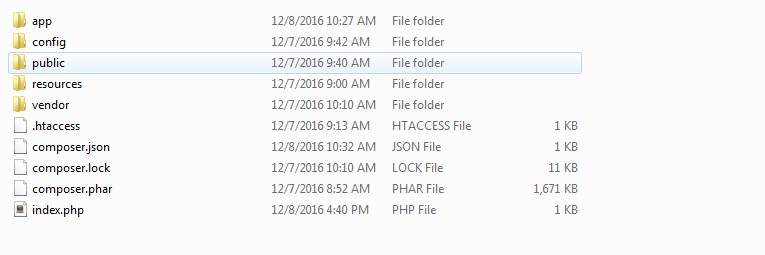 app 12/8/2016 10:27 AM File folder
config 12/7/2016 9:42 AM File folder
public 12/7/2016 9:40 AM File folder
resources 12/7/2016 9:00 AM File folder
vendor 12/7/2016 10:10 AM File folder
.htaccess 12/7/2016 9:13 AM HTACCESS File 1 KB
composer.json 12/8/2016 10:32 AM JSON File 1 KB
composer.lock 12/7/2016 10:10 AM LOCK File 11 KB
composer.phar 12/7/2016 8:52 AM PHAR File 1,671 KB
index.php 12/8/2016 4:40 PM PHP File 1 KB